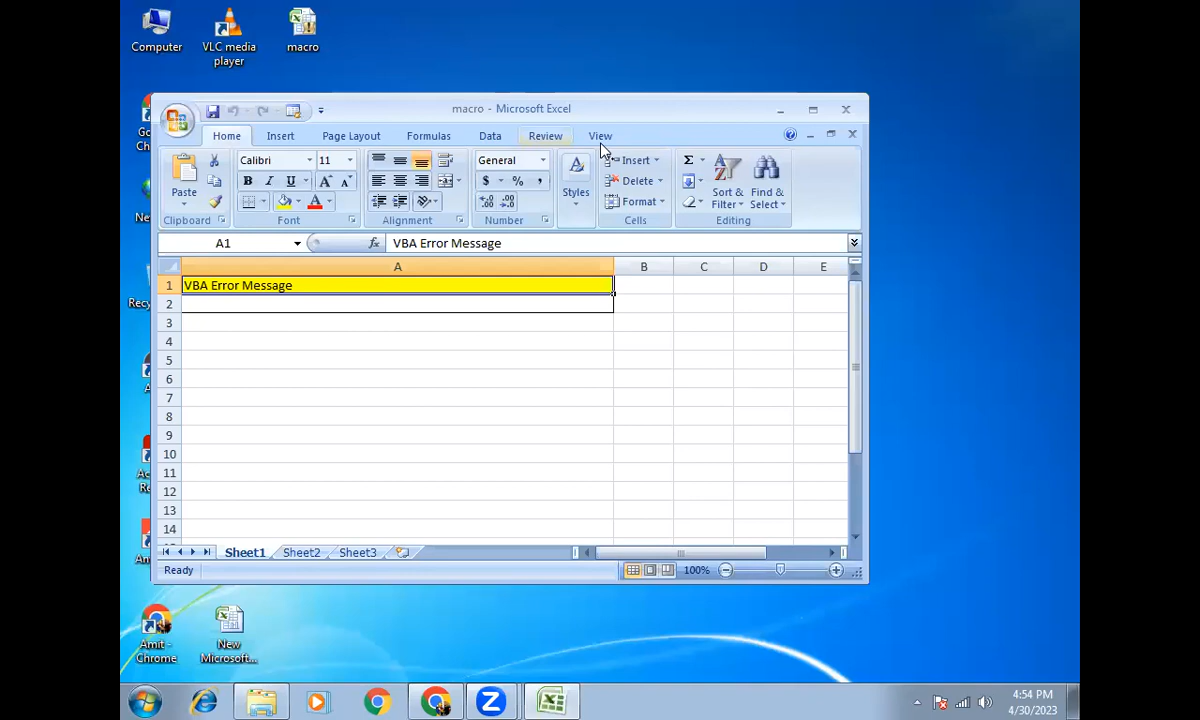 Computer
VLC media
player
macro
macro - Microsoft Excel
Home
Insert
Page Layout
Formulas
Data
Review
View
Paste
Calibri
11
B I U
General
$ % ,
Styles
Insert
Delete
Format
Σ
Sort &
Filter
Find &
Select
Clipboard
Font
Alignment
Number
Cells
Editing
A1
fx
VBA Error Message
A B C D E
1 VBA Error Message
2
3
4
5
6
7
8
9
10
11
12
13
14
Sheet1
Sheet2
Sheet3
Ready
100%
Amit -
Chrome
New
Microsoft...
4:54 PM
4/30/2023